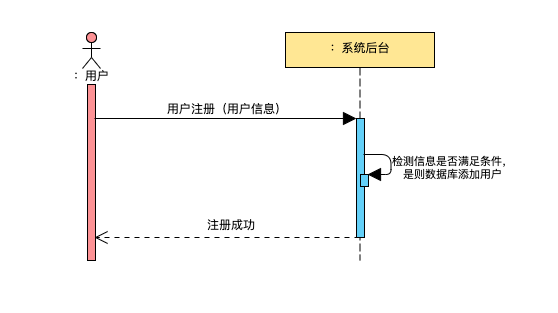 ：系统后台
：用户
用户注册（用户信息）
检测信息是否满足条件，
是则数据库添加用户
注册成功